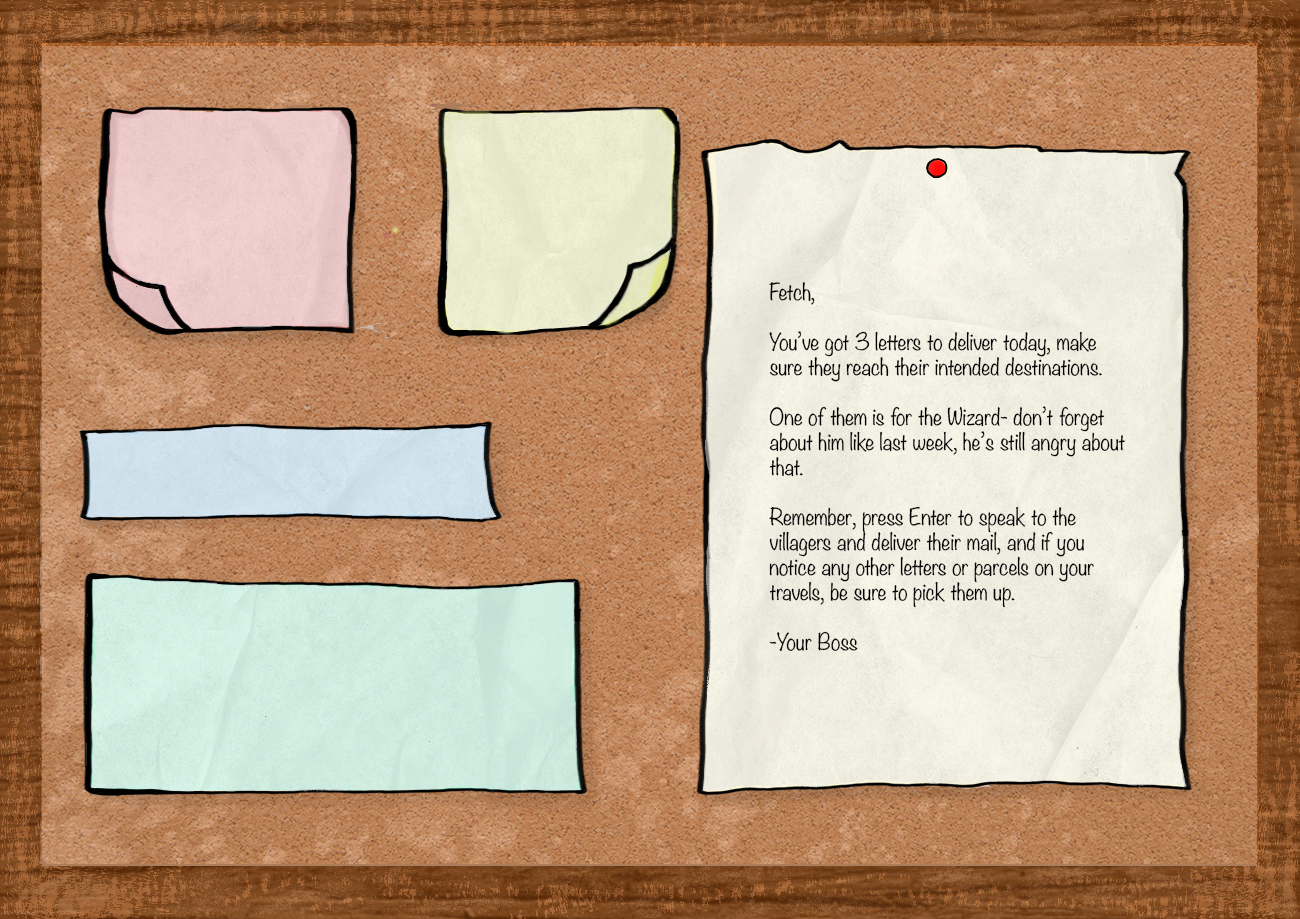 Fetch,
You've got 3 letters to deliver today, make
sure they reach their intended destinations.
One of them is for the Wizard- don't forget
about him like last week, he's still angry about
that.
Remember, press Enter to speak to the
villagers and deliver their mail, and if you
notice any other letters or parcels on your
travels, be sure to pick them up.
-Your Boss